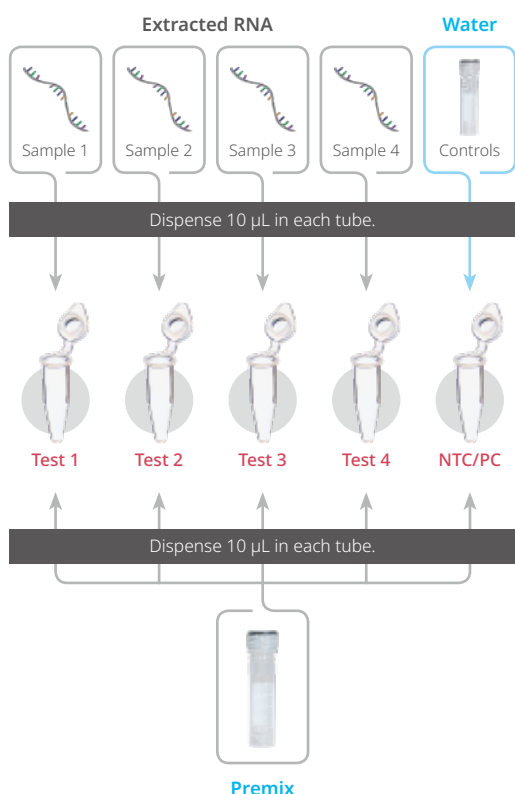 Extracted RNA
Water
Sample 1
Sample 2
Sample 3
Sample 4
Controls
Dispense 10 µL in each tube.
Test 1
Test 2
Test 3
Test 4
NTC/PC
Dispense 10 µL in each tube.
Premix